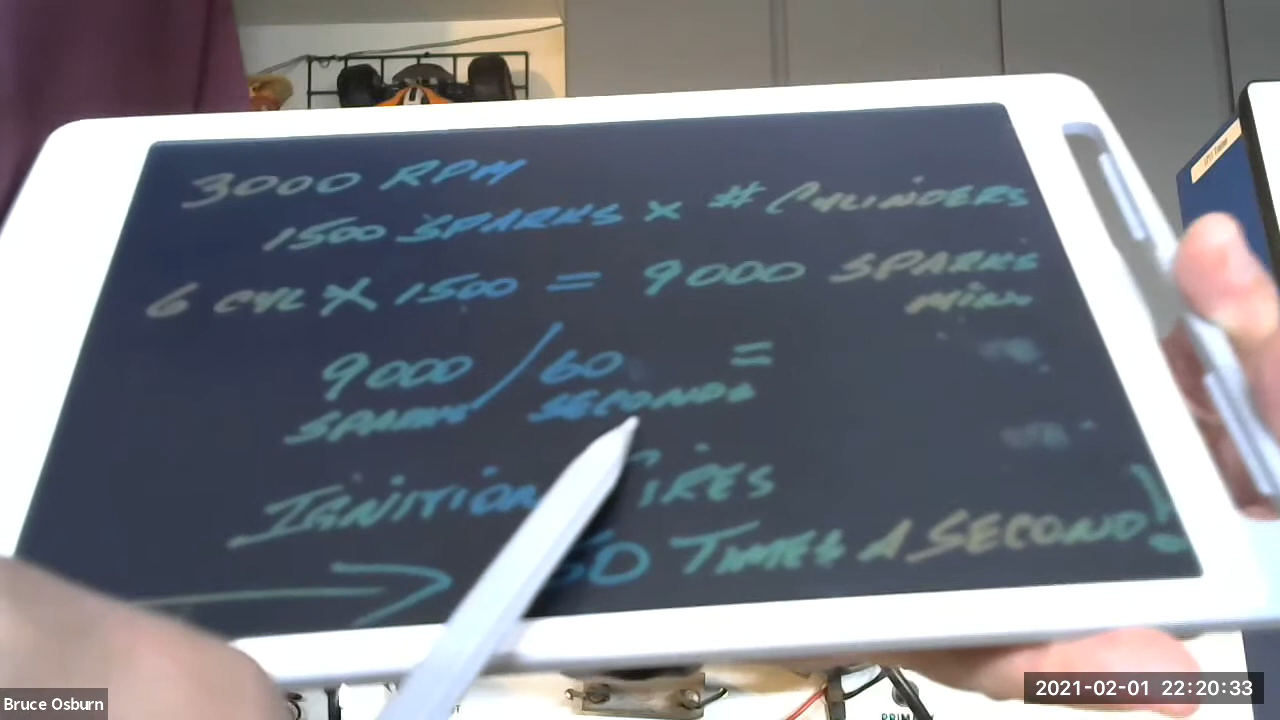 3000 RPM
1500 SPARKS X # CYLINDERS
6 CYL X 1500 = 9000 SPARKS
MIN
9000 / 60 =
SPARKS SECONDS
IGNITION FIRES
50 TIMES A SECOND!
Bruce Osburn
2021-02-01 22:20:33